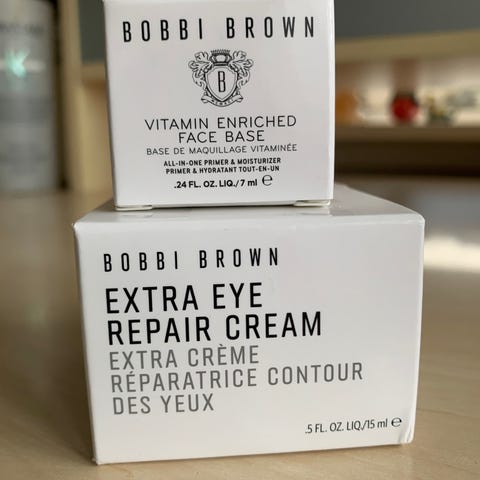 BOBBI BROWN
B
VITAMIN ENRICHED
FACE BASE
BASE DE MAQUILLAGE VITAMINÉE
ALL-IN-ONE PRIMER & MOISTURIZER
PRIMER & HYDRATANT TOUT-EN-UN
.24 FL. OZ. LIQ./7 ml ℮
BOBBI BROWN
EXTRA EYE
REPAIR CREAM
EXTRA CRÈME
RÉPARATRICE CONTOUR
DES YEUX
.5 FL. OZ. LIQ./15 ml ℮